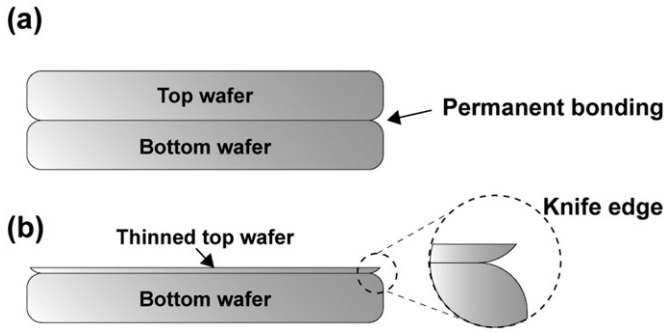 (a)
Top wafer
Permanent bonding
Bottom wafer
Knife edge
(b)
Thinned top wafer
Bottom wafer